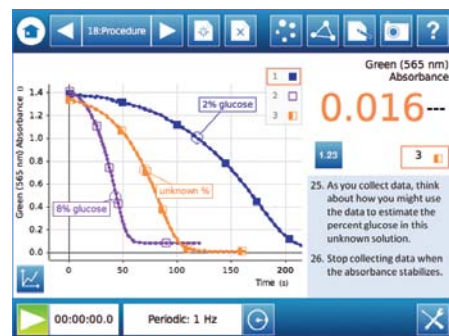 18:Procedure
?
Green (565 nm)
Absorbance
0.016---
1.23
3
25. As you collect data, think
about how you might use
the data to estimate the
percent glucose in this
unknown solution.
26. Stop collecting data when
the absorbance stabilizes.
Green (565 nm) Absorbance ()
1.4
1.2
1.0
0.8
0.6
0.4
0.2
0.0
0
50
100
150
200
Time (s)
1
2
3
2% glucose
unknown %
8% glucose
00:00:00.0
Periodic: 1 Hz